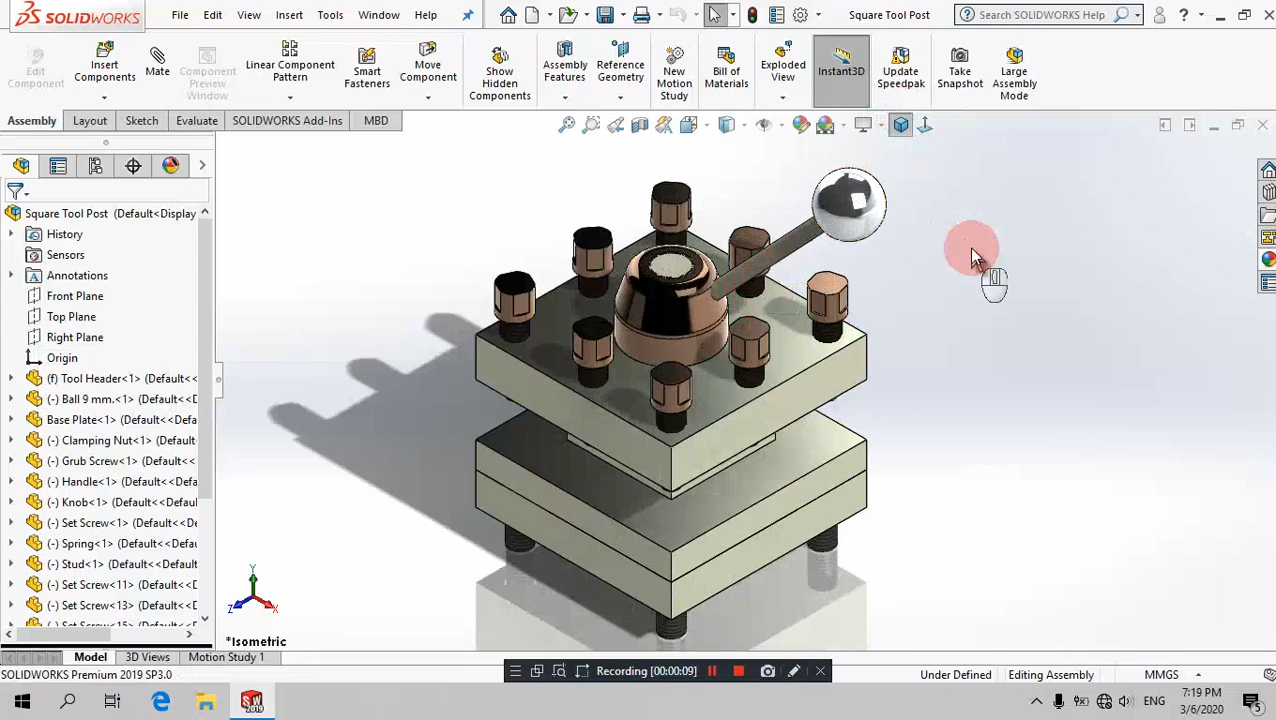 SOLIDWORKS
File Edit View Insert Tools Window Help
Square Tool Post
Search SOLIDWORKS Help
Edit Component
Insert Components
Mate
Component Preview Window
Linear Component Pattern
Smart Fasteners
Move Component
Show Hidden Components
Assembly Features
Reference Geometry
New Motion Study
Bill of Materials
Exploded View
Instant3D
Update Speedpak
Take Snapshot
Large Assembly Mode
Assembly Layout Sketch Evaluate SOLIDWORKS Add-Ins MBD
Square Tool Post (Default<Display
History
Sensors
Annotations
Front Plane
Top Plane
Right Plane
Origin
(f) Tool Header<1> (Default<<
(-) Ball 9 mm.<1> (Default<<D
Base Plate<1> (Default<<Defa
(-) Clamping Nut<1> (Default
(-) Grub Screw<1> (Default<<
(-) Handle<1> (Default<<Def
(-) Knob<1> (Default<<Defau
(-) Set Screw<1> (Default<<D
(-) Spring<1> (Default<<Defa
(-) Stud<1> (Default<<Defaul
(-) Set Screw<11> (Default<<
(-) Set Screw<13> (Default<<
Y
Z X
*Isometric
Model 3D Views Motion Study 1
Recording [00:00:09]
SOLIDWORKS Premium 2019 SP3.0
Under Defined Editing Assembly MMGS
SW
2019
ENG
7:19 PM
3/6/2020
5